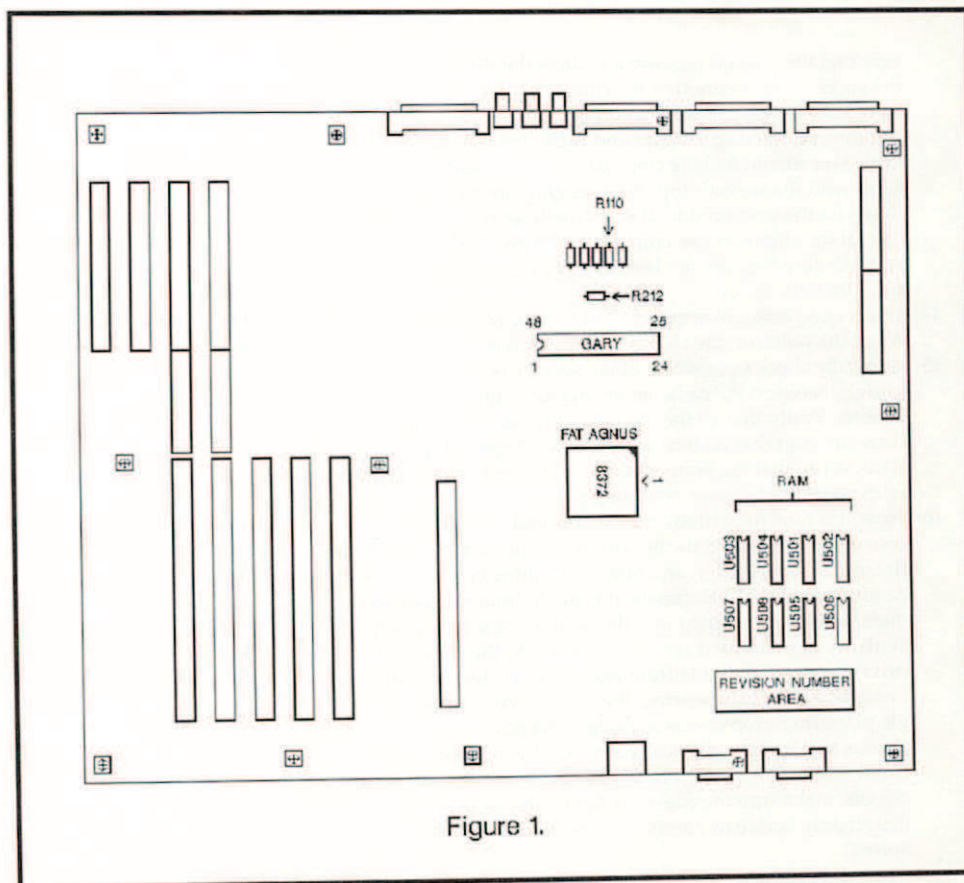 R110
R212
48 25
GARY
1 24
FAT AGNUS
8372
1
RAM
U503 U504 U501 U502
U507 U508 U505 U506
REVISION NUMBER
AREA
Figure 1.